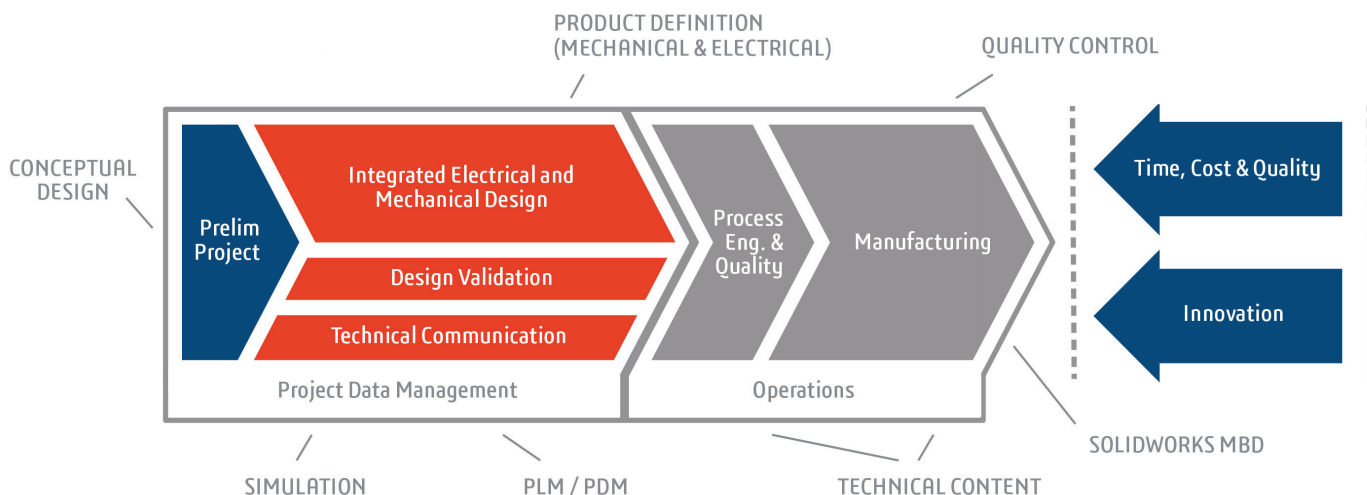 PRODUCT DEFINITION
(MECHANICAL & ELECTRICAL)
QUALITY CONTROL
CONCEPTUAL
DESIGN
Prelim
Project
Integrated Electrical and
Mechanical Design
Design Validation
Technical Communication
Process
Eng. &
Quality
Manufacturing
Time, Cost & Quality
Innovation
Project Data Management
Operations
SIMULATION
PLM / PDM
TECHNICAL CONTENT
SOLIDWORKS MBD